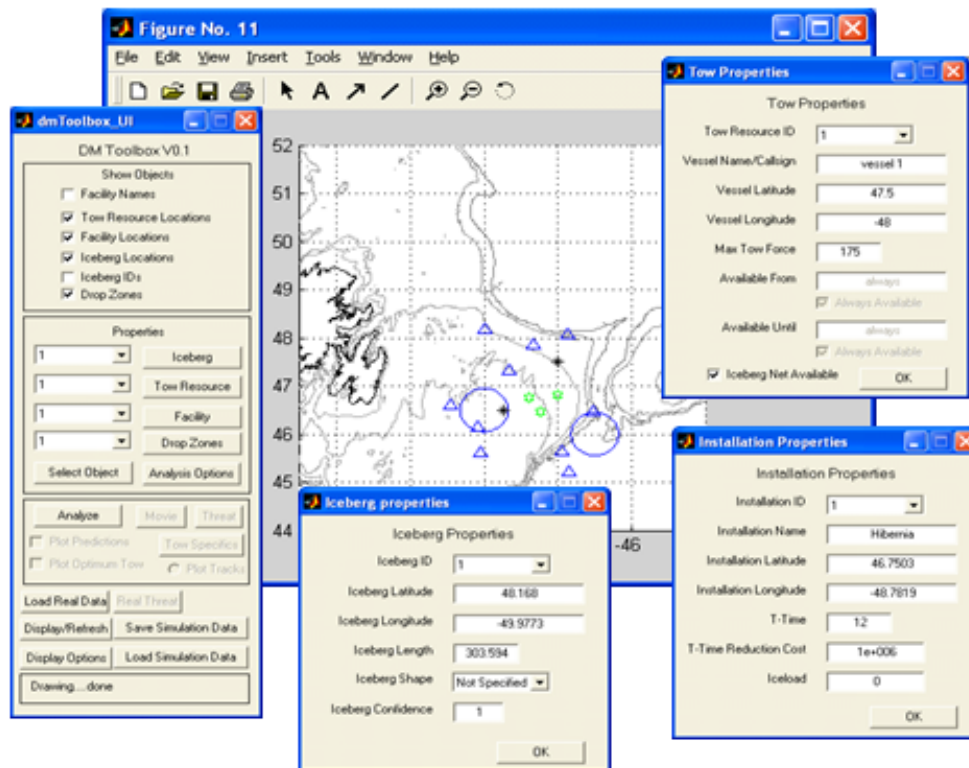 Figure No. 11
File Edit View Insert Tools Window Help
dmToolbox_UI
DM Toolbox V0.1
Show Objects
Facility Names
Tow Resource Locations
Facility Locations
Iceberg Locations
Iceberg IDs
Drop Zones
Properties
1 Iceberg
1 Tow Resource
1 Facility
1 Drop Zones
Select Object Analysis Options
Analyze Movie Threat
Plot Predictions Tow Specifics
Plot Optimum Tow Plot Tracks
Load Real Data Real Threat
Display/Refresh Save Simulation Data
Display Options Load Simulation Data
Drawing....done
52
51
50
49
48
47
46
45
44
-46
Tow Properties
Tow Properties
Tow Resource ID 1
Vessel Name/Callsign vessel 1
Vessel Latitude 47.5
Vessel Longitude -48
Max Tow Force 175
Available From always
Always Available
Available Until always
Always Available
Iceberg Net Available OK
Iceberg properties
Iceberg Properties
Iceberg ID 1
Iceberg Latitude 48.168
Iceberg Longitude -49.9773
Iceberg Length 303.594
Iceberg Shape Not Specified
Iceberg Confidence 1
OK
Installation Properties
Installation Properties
Installation ID 1
Installation Name Hibernia
Installation Latitude 46.7503
Installation Longitude -48.7819
T-Time 12
T-Time Reduction Cost 1e+006
Iceload 0
OK